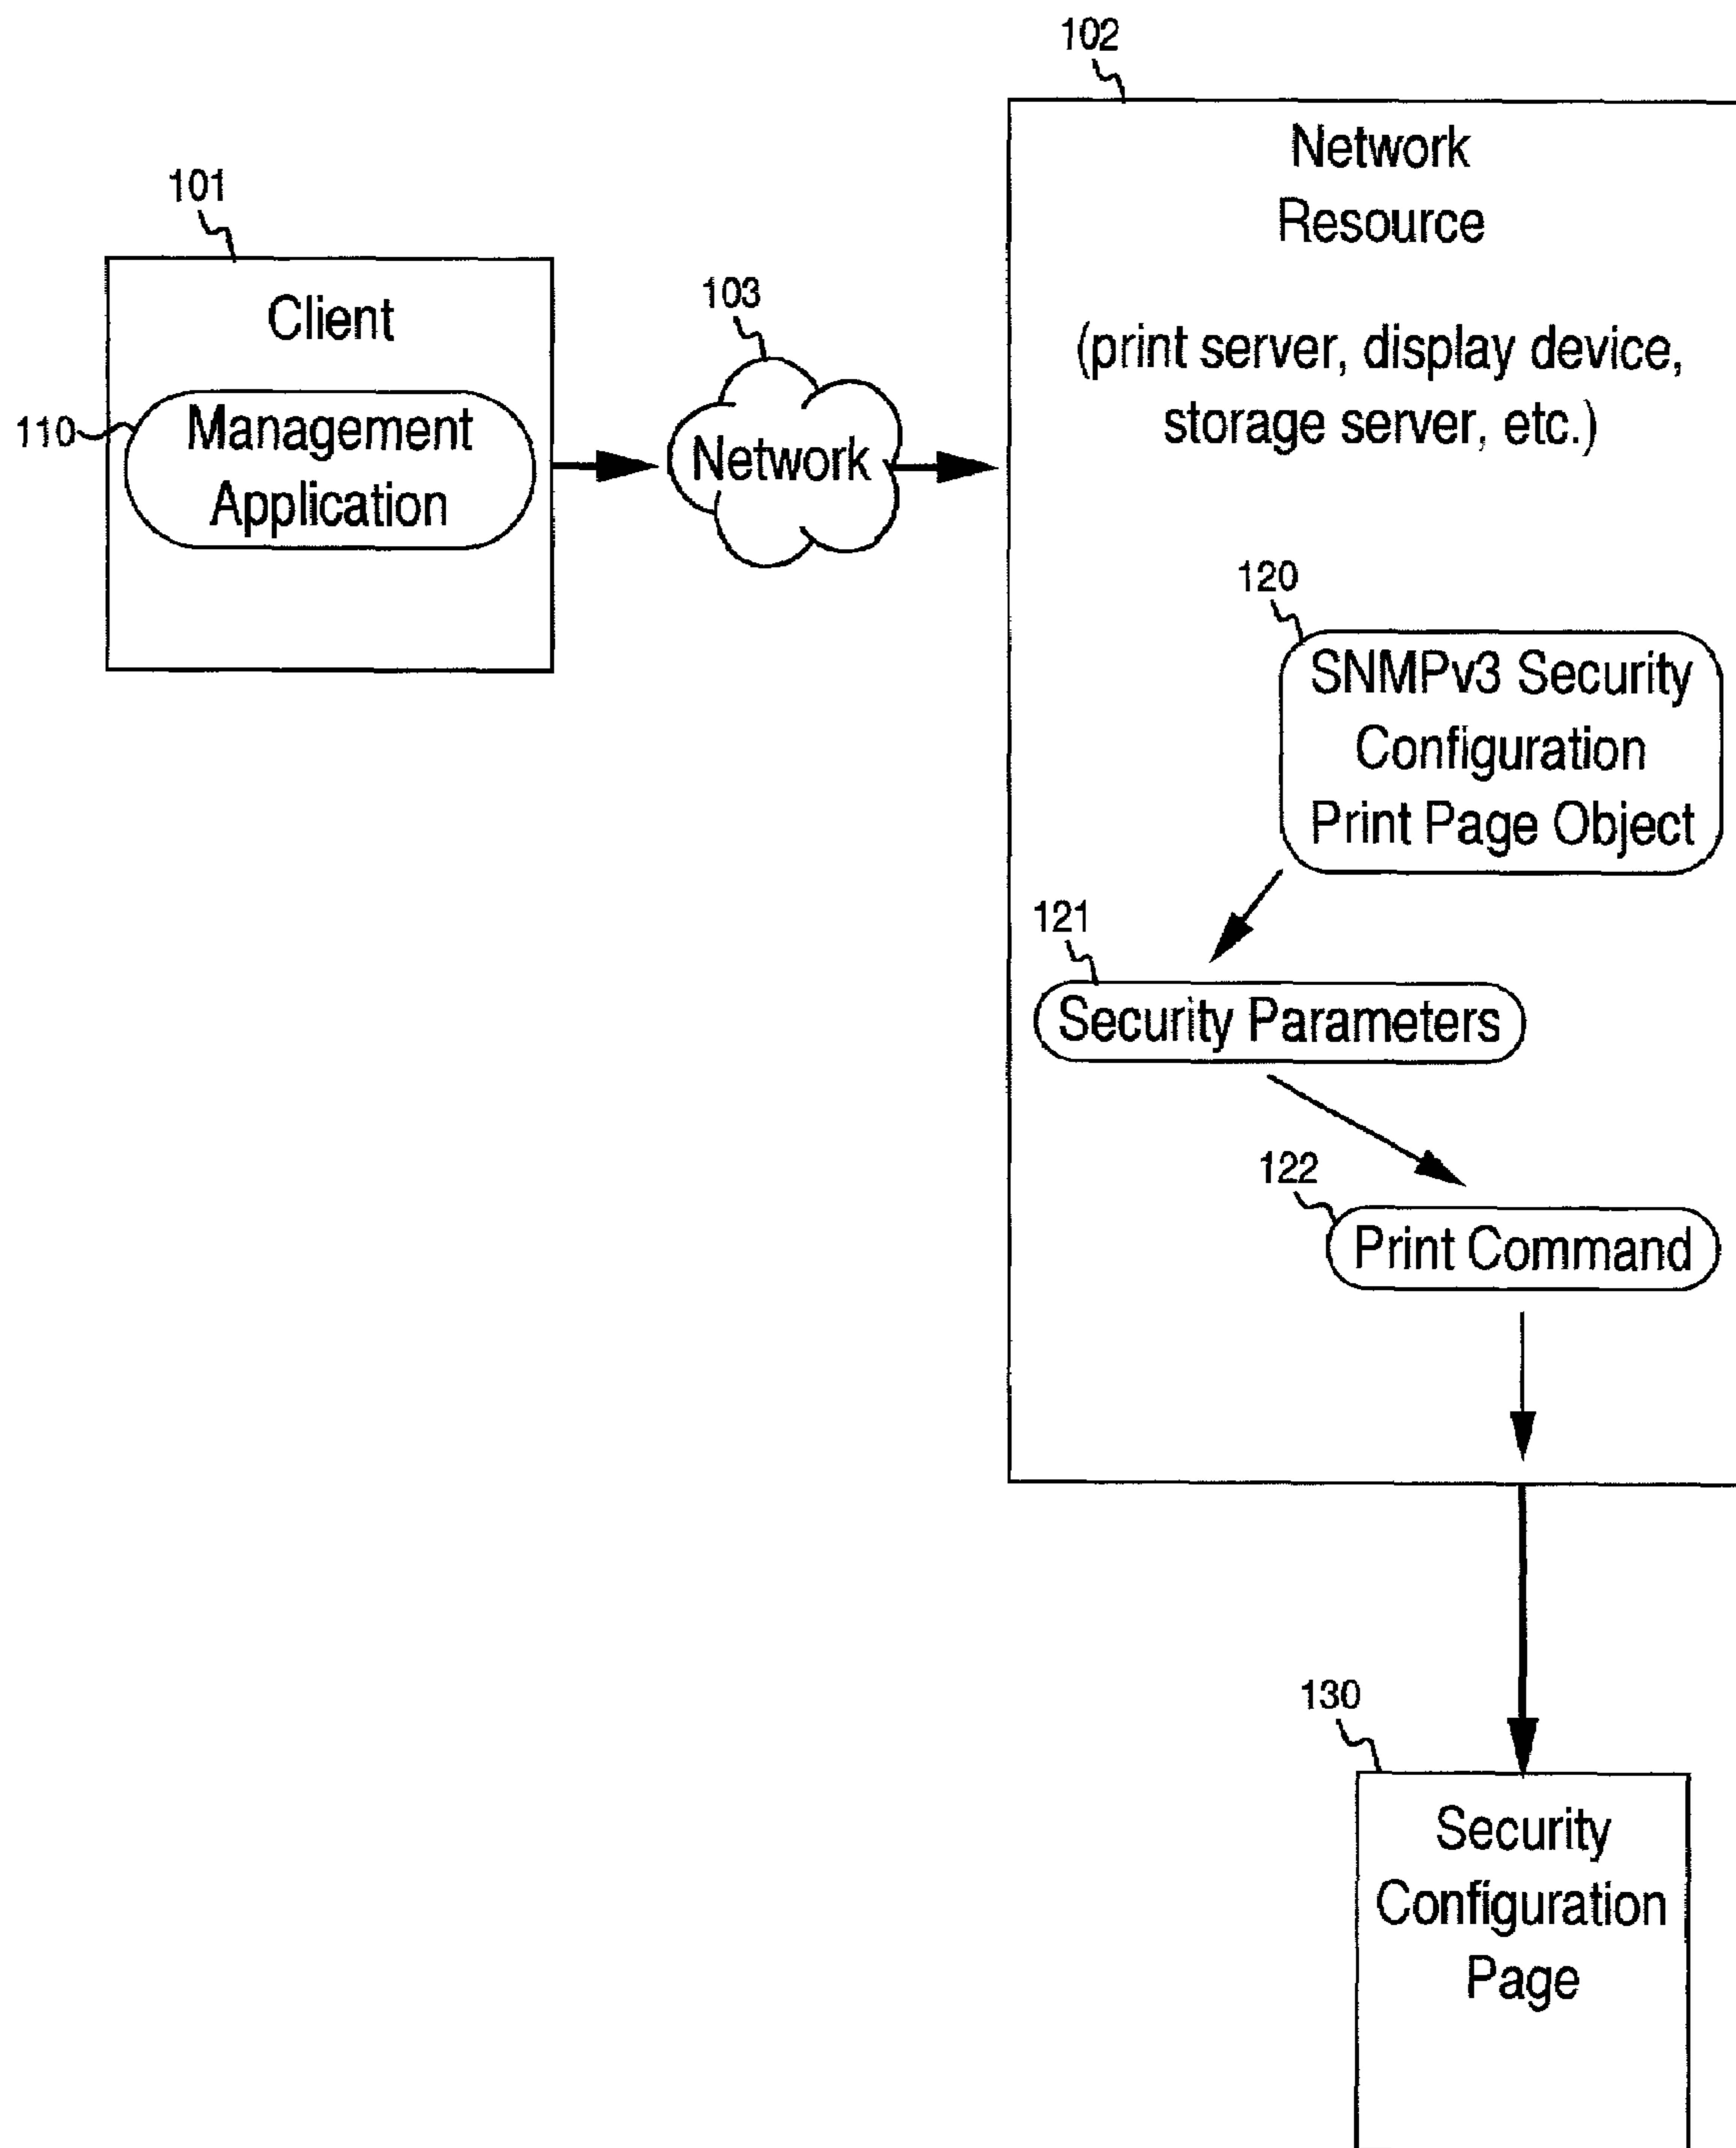 102
Network
Resource
(print server, display device,
storage server, etc.)
101
Client
110
Management
Application
103
Network
120
SNMPv3 Security
Configuration
Print Page Object
121
Security Parameters
122
Print Command
130
Security
Configuration
Page